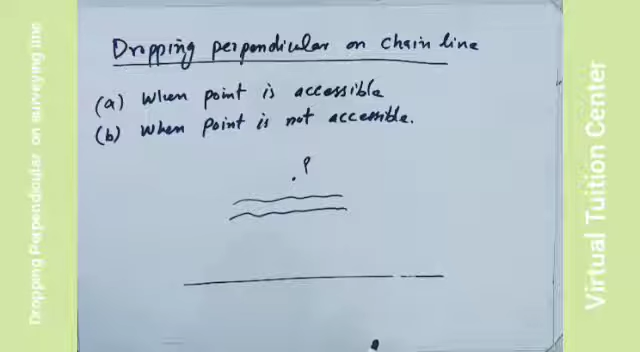 Dropping Perpendicular on surveying line
Dropping perpendicular on chain line
(a) When point is accessible
(b) When point is not accessible.
P
Virtual Tuition Center